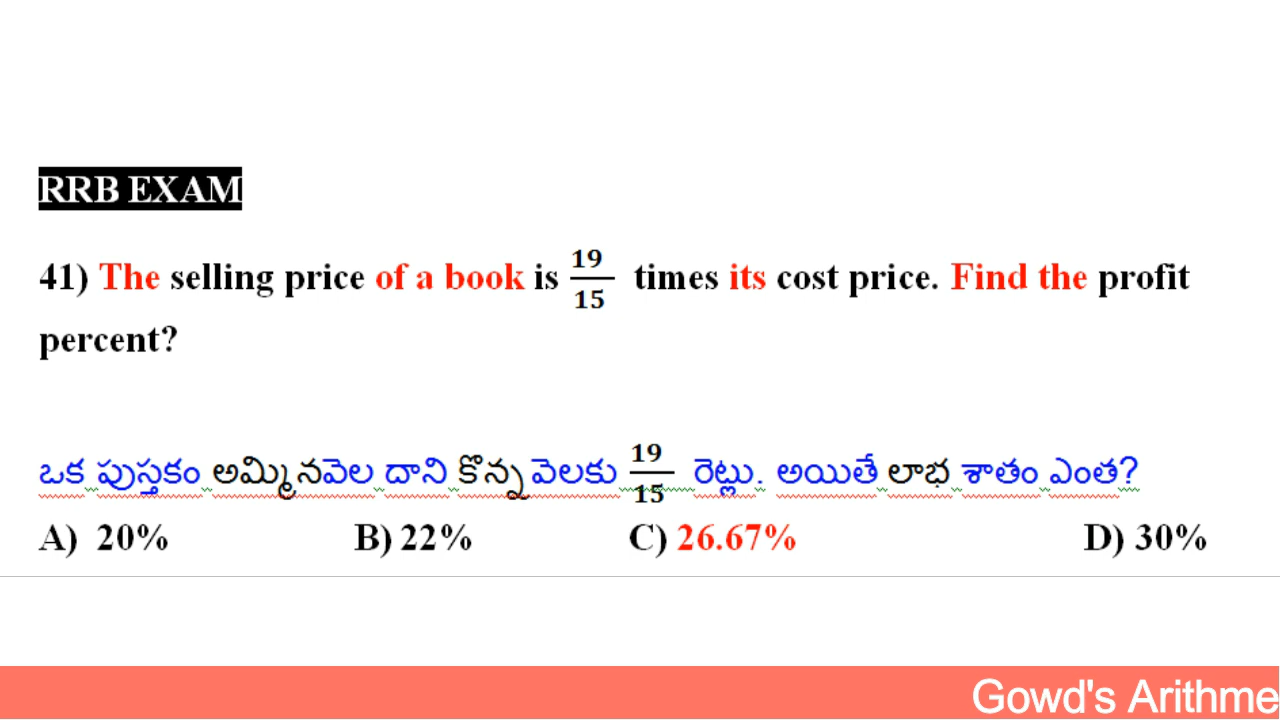 RRB EXAM
41) The selling price of a book is 19/15 times its cost price. Find the profit
percent?
ఒక పుస్తకం అమ్మినవెల దాని కొన్న వెలకు 19/15 రెట్లు. అయితే లాభ శాతం ఎంత?
A) 20% B) 22% C) 26.67% D) 30%
Gowd's Arithme